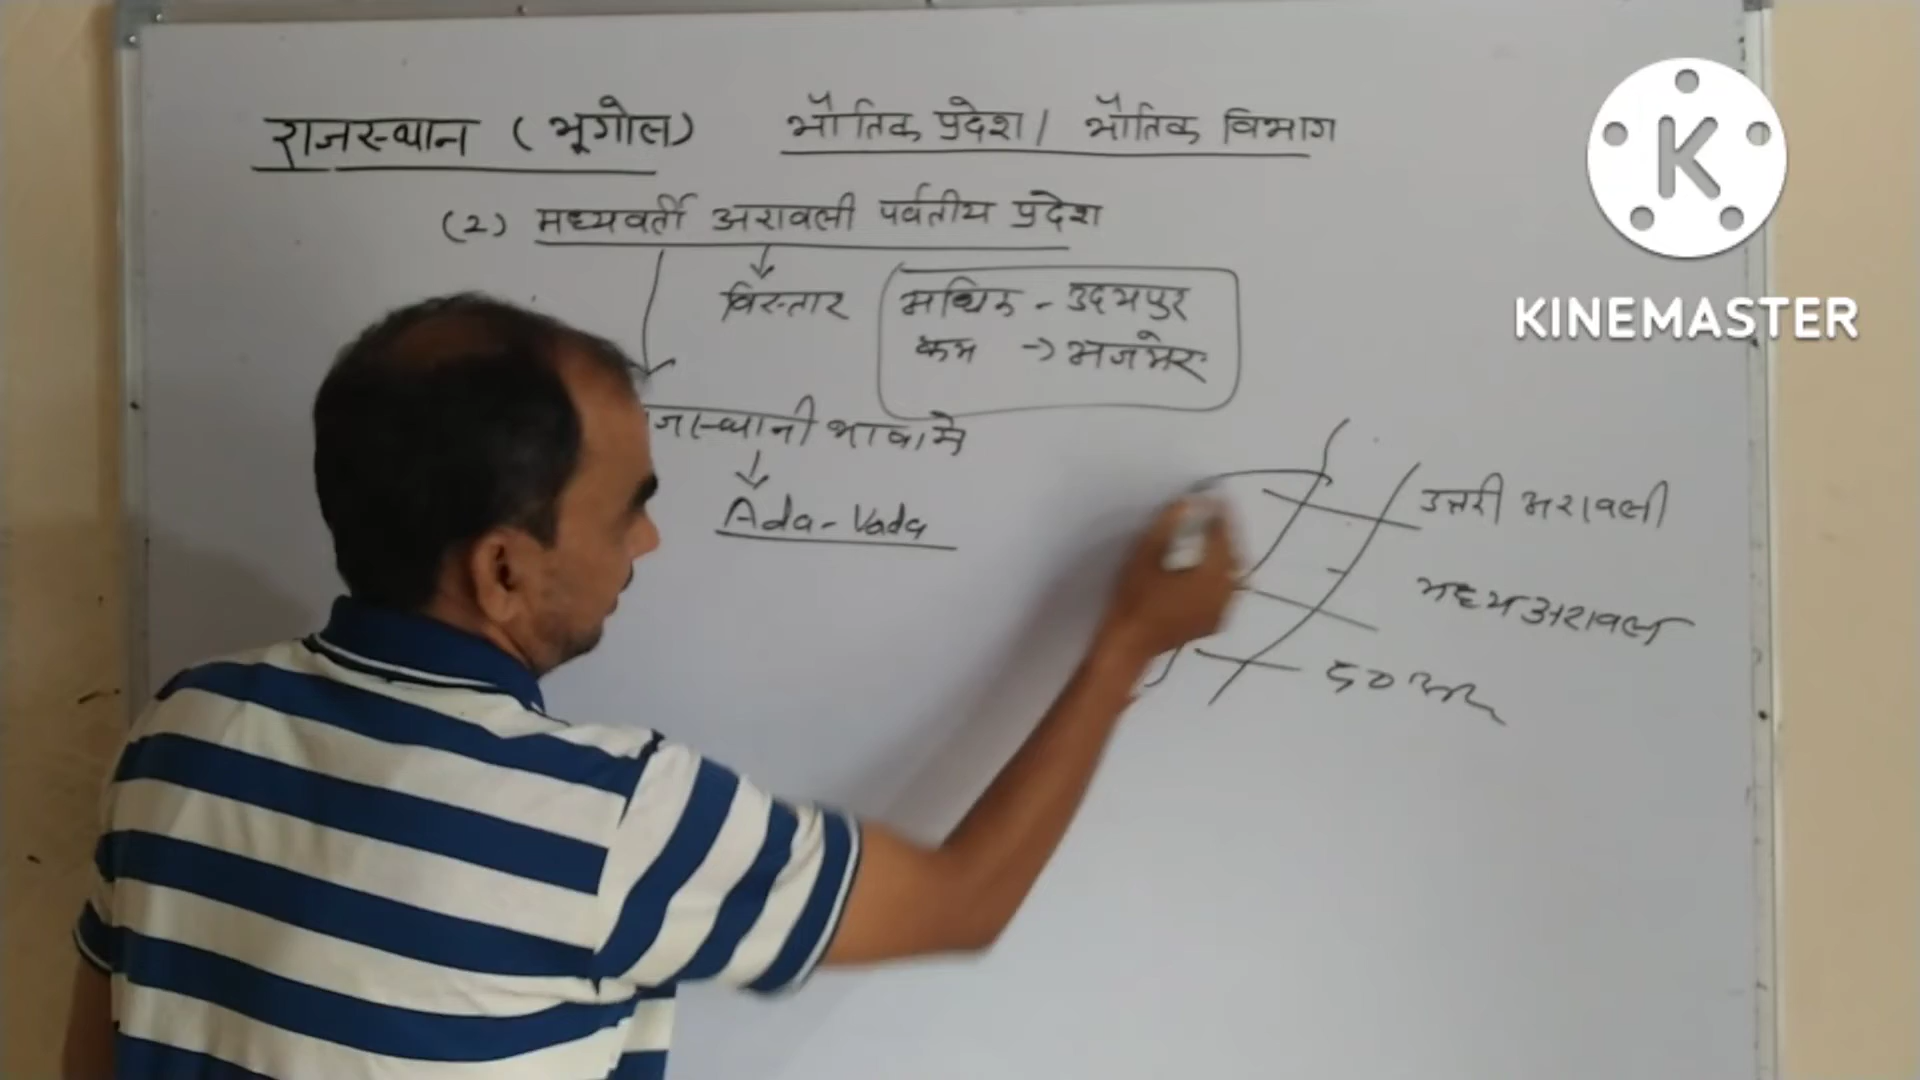 राजस्थान (भूगोल) भौतिक प्रदेश / भौतिक विभाग
(2) मध्यवर्ती अरावली पर्वतीय प्रदेश
विस्तार
अधिक - उदयपुर
कम → अजमेर
जस्थानी भाषा मे
Ada-Vada
उत्तरी अरावली
मध्य अरावली
KINEMASTER